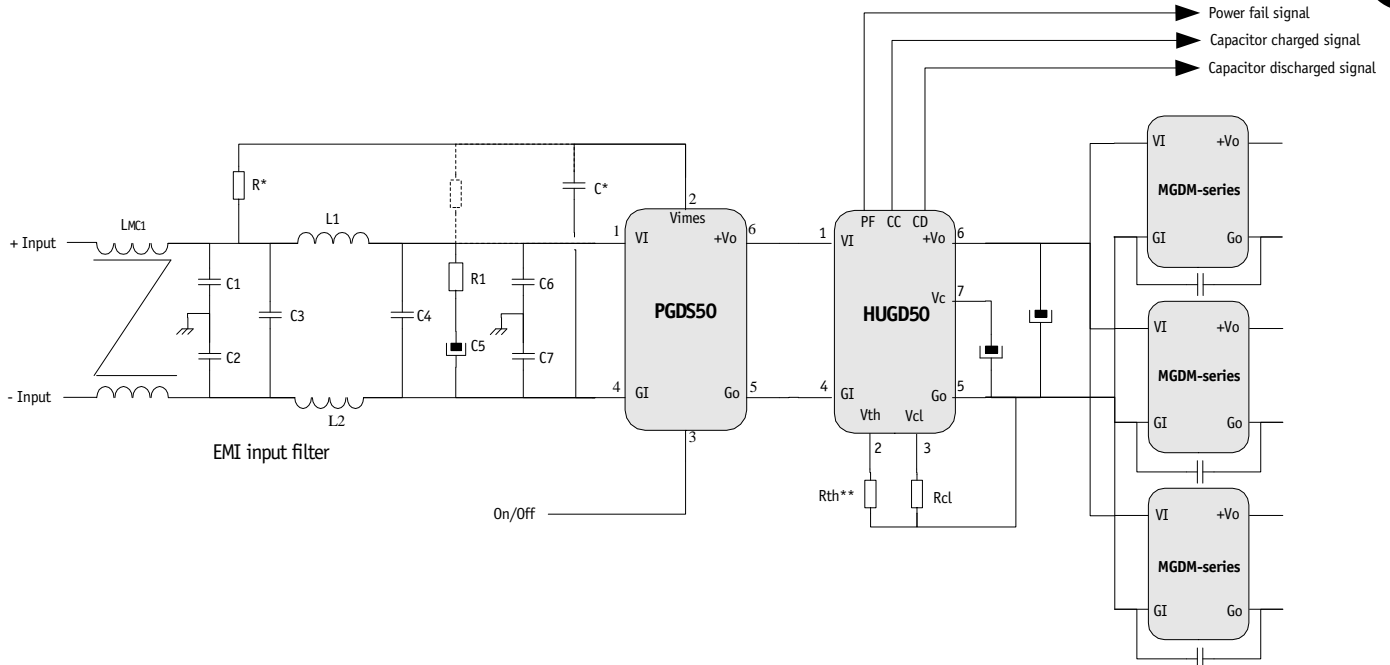 Power fail signal
Capacitor charged signal
Capacitor discharged signal
R*
C*
2
Vimes
LMC1
L1
+ Input
1
VI
+Vo
6
PGDS50
C1
C3
C2
C4
R1
C5
C6
C7
4
GI
Go
5
3
- Input
L2
EMI input filter
On/Off
PF CC CD
1
VI
+Vo
6
Vc
7
HUGD50
4
GI
Go
5
Vth
Vcl
2
3
Rth**
Rcl
VI
+Vo
MGDM-series
GI
Go
VI
+Vo
MGDM-series
GI
Go
VI
+Vo
MGDM-series
GI
Go